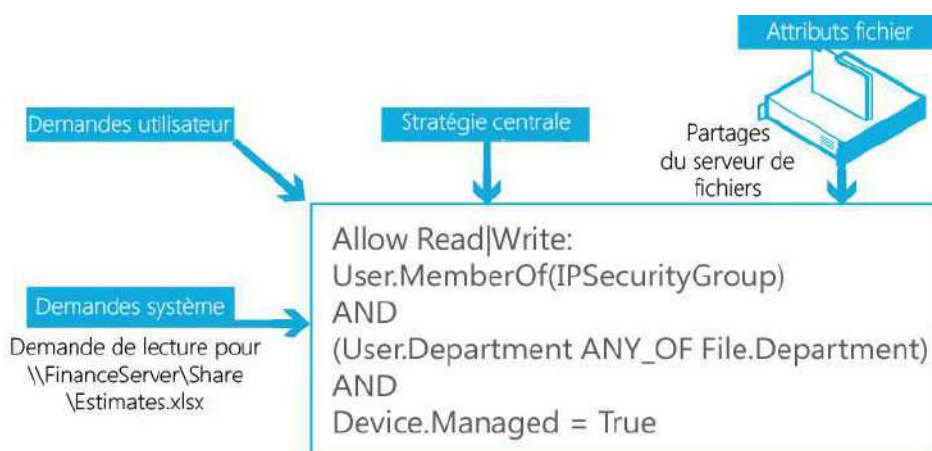 Attributs fichier
Demandes utilisateur
Stratégie centrale
Partages
du serveur de
fichiers
Allow Read|Write:
User.MemberOf(IPSecurityGroup)
AND
(User.Department ANY_OF File.Department)
AND
Device.Managed = True
Demandes système
Demande de lecture pour
\\FinanceServer\Share
\Estimates.xlsx